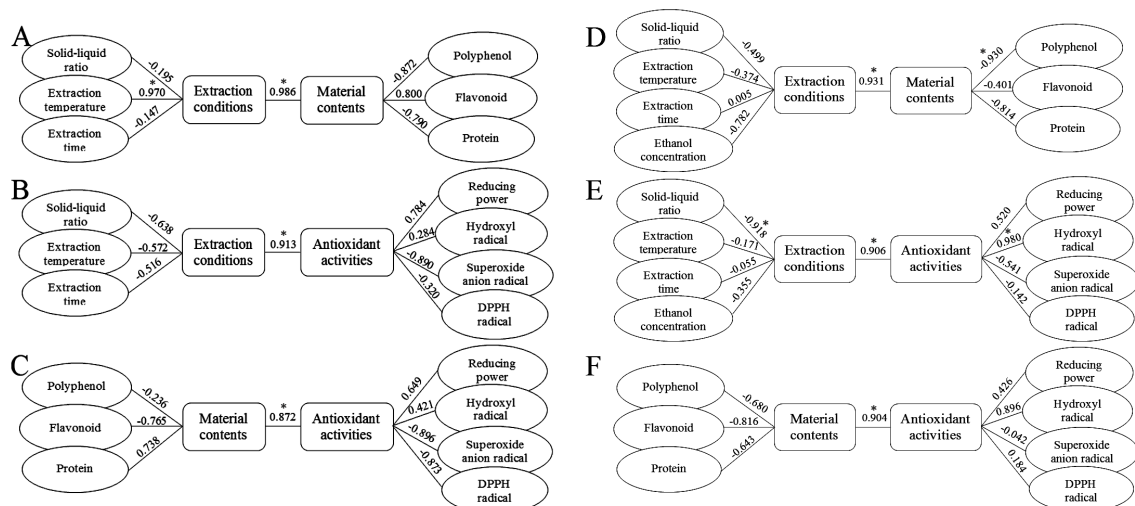 A
Solid-liquid
ratio
Extraction
temperature
Extraction
time
-0.195
*
0.970
-0.147
Extraction
conditions
*
0.986
Material
contents
-0.872
0.800
-0.790
Polyphenol
Flavonoid
Protein
B
Solid-liquid
ratio
Extraction
temperature
Extraction
time
-0.638
-0.572
-0.516
Extraction
conditions
*
0.913
Antioxidant
activities
0.784
0.284
-0.890
-0.320
Reducing
power
Hydroxyl
radical
Superoxide
anion radical
DPPH
radical
C
Polyphenol
Flavonoid
Protein
-0.236
-0.765
0.738
Material
contents
*
0.872
Antioxidant
activities
0.649
0.421
-0.896
-0.873
Reducing
power
Hydroxyl
radical
Superoxide
anion radical
DPPH
radical
D
Solid-liquid
ratio
Extraction
temperature
Extraction
time
Ethanol
concentration
-0.499
-0.374
0.005
-0.782
Extraction
conditions
*
0.931
Material
contents
*
-0.930
-0.401
-0.814
Polyphenol
Flavonoid
Protein
E
Solid-liquid
ratio
Extraction
temperature
Extraction
time
Ethanol
concentration
*
-0.918
-0.171
-0.055
-0.355
Extraction
conditions
*
0.906
Antioxidant
activities
0.520
*
0.980
-0.541
-0.142
Reducing
power
Hydroxyl
radical
Superoxide
anion radical
DPPH
radical
F
Polyphenol
Flavonoid
Protein
-0.680
-0.816
-0.643
Material
contents
*
0.904
Antioxidant
activities
0.426
0.896
-0.042
0.184
Reducing
power
Hydroxyl
radical
Superoxide
anion radical
DPPH
radical